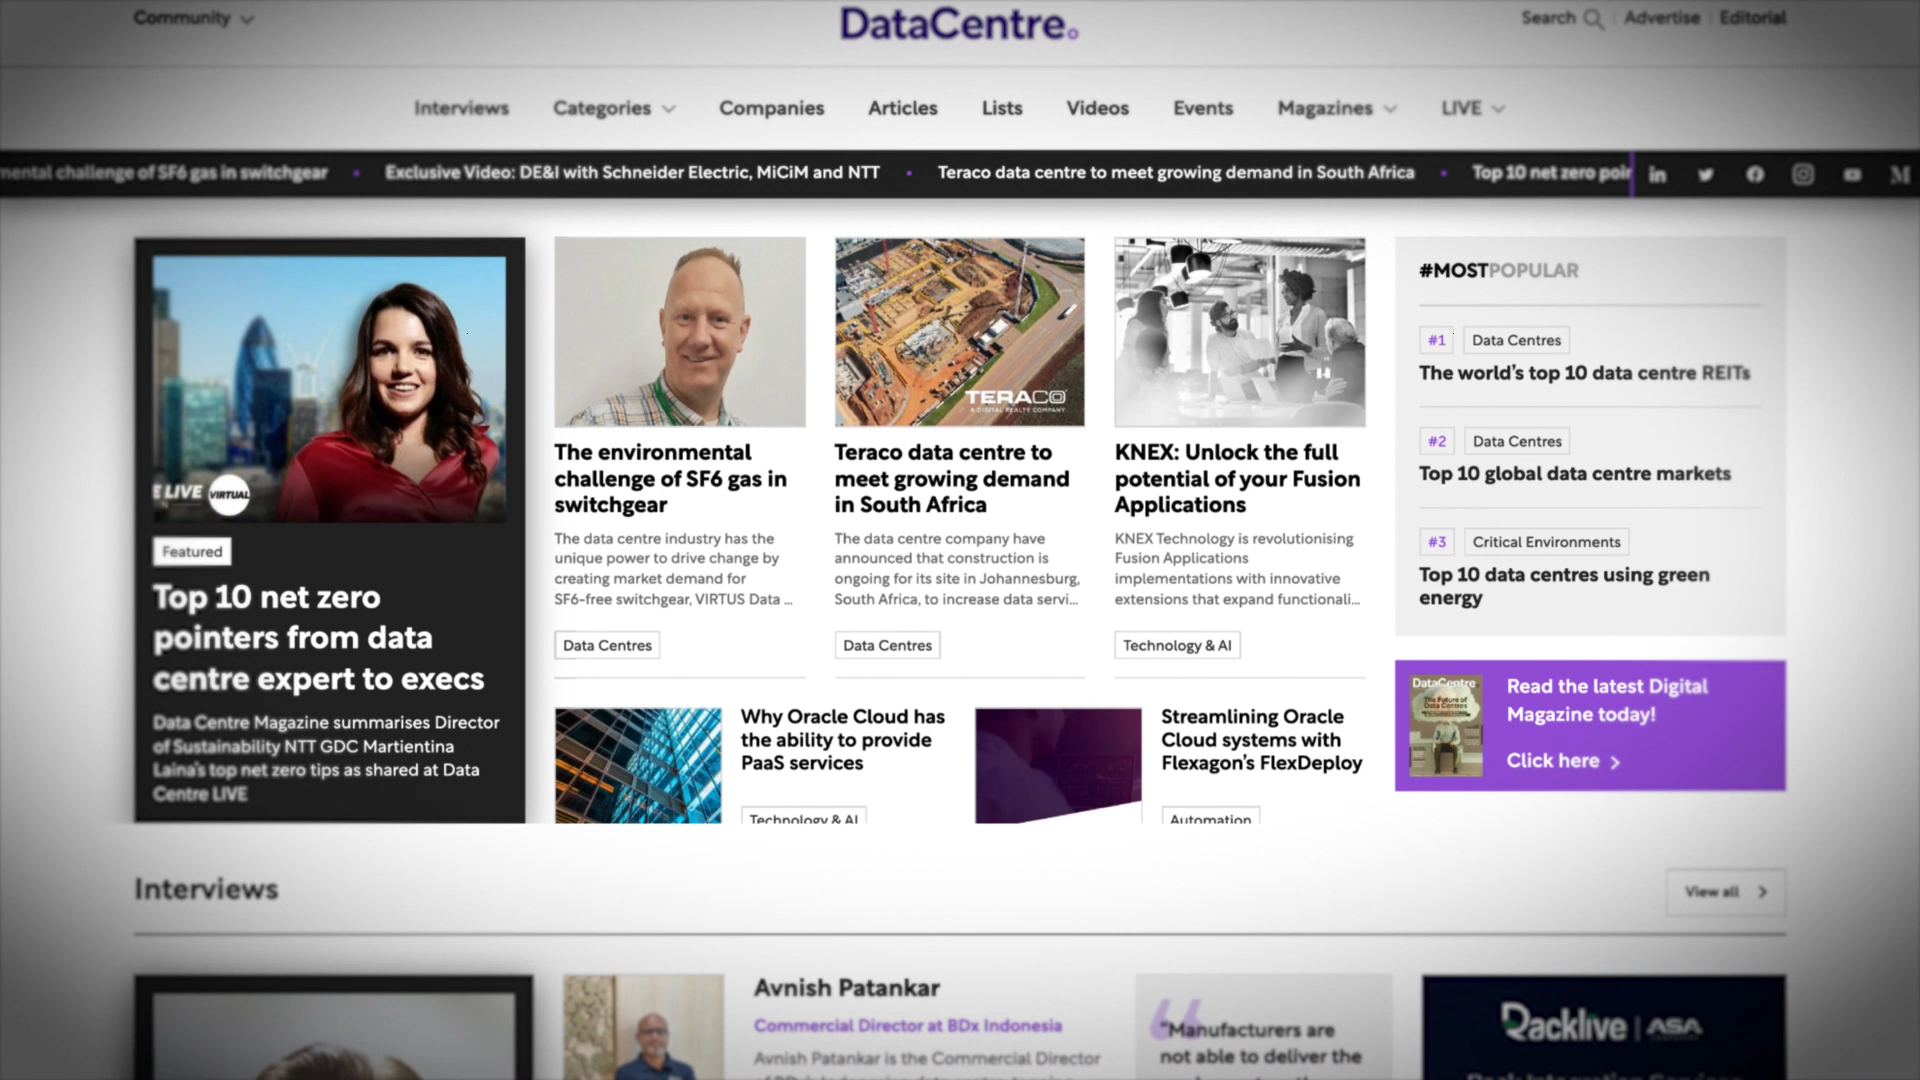 Community
DataCentre.
Search
Advertise
Editorial
Interviews
Categories
Companies
Articles
Lists
Videos
Events
Magazines
LIVE
mental challenge of SF6 gas in switchgear • Exclusive Video: DE&I with Schneider Electric, MiCiM and NTT • Teraco data centre to meet growing demand in South Africa • Top 10 net zero poin
E LIVE
VIRTUAL
Featured
Top 10 net zero
pointers from data
centre expert to execs
Data Centre Magazine summarises Director
of Sustainability NTT GDC Martientina
Laina's top net zero tips as shared at Data
Centre LIVE
The environmental
challenge of SF6 gas in
switchgear
The data centre industry has the
unique power to drive change by
creating market demand for
SF6-free switchgear, VIRTUS Data ...
Data Centres
TERACO
A DIGITAL REALTY COMPANY
Teraco data centre to
meet growing demand
in South Africa
The data centre company have
announced that construction is
ongoing for its site in Johannesburg,
South Africa, to increase data servi...
Data Centres
KNEX: Unlock the full
potential of your Fusion
Applications
KNEX Technology is revolutionising
Fusion Applications
implementations with innovative
extensions that expand functionali...
Technology & AI
Why Oracle Cloud has
the ability to provide
PaaS services
Technology & AI
Streamlining Oracle
Cloud systems with
Flexagon's FlexDeploy
Automation
#MOSTPOPULAR
#1
Data Centres
The world's top 10 data centre REITs
#2
Data Centres
Top 10 global data centre markets
#3
Critical Environments
Top 10 data centres using green
energy
DataCentre
The Future of
Data Centres
Read the latest Digital
Magazine today!
Click here >
Interviews
View all >
Avnish Patankar
Commercial Director at BDx Indonesia
Avnish Patankar is the Commercial Director
"Manufacturers are
not able to deliver the
Racklive | ASA